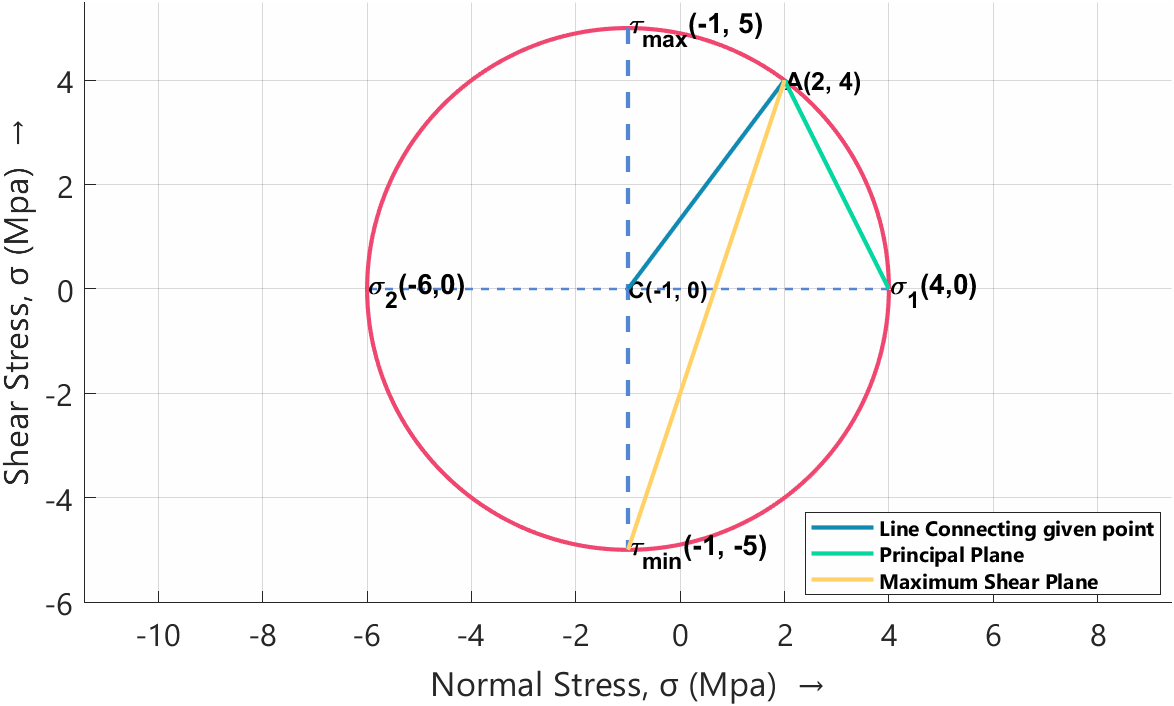 τmax(-1, 5)
A(2, 4)
σ2(-6,0)
C(-1, 0)
σ1(4,0)
τmin(-1, -5)
4
2
0
-2
-4
-6
Shear Stress, σ (Mpa) →
Line Connecting given point
Principal Plane
Maximum Shear Plane
-10 -8 -6 -4 -2 0 2 4 6 8
Normal Stress, σ (Mpa) →